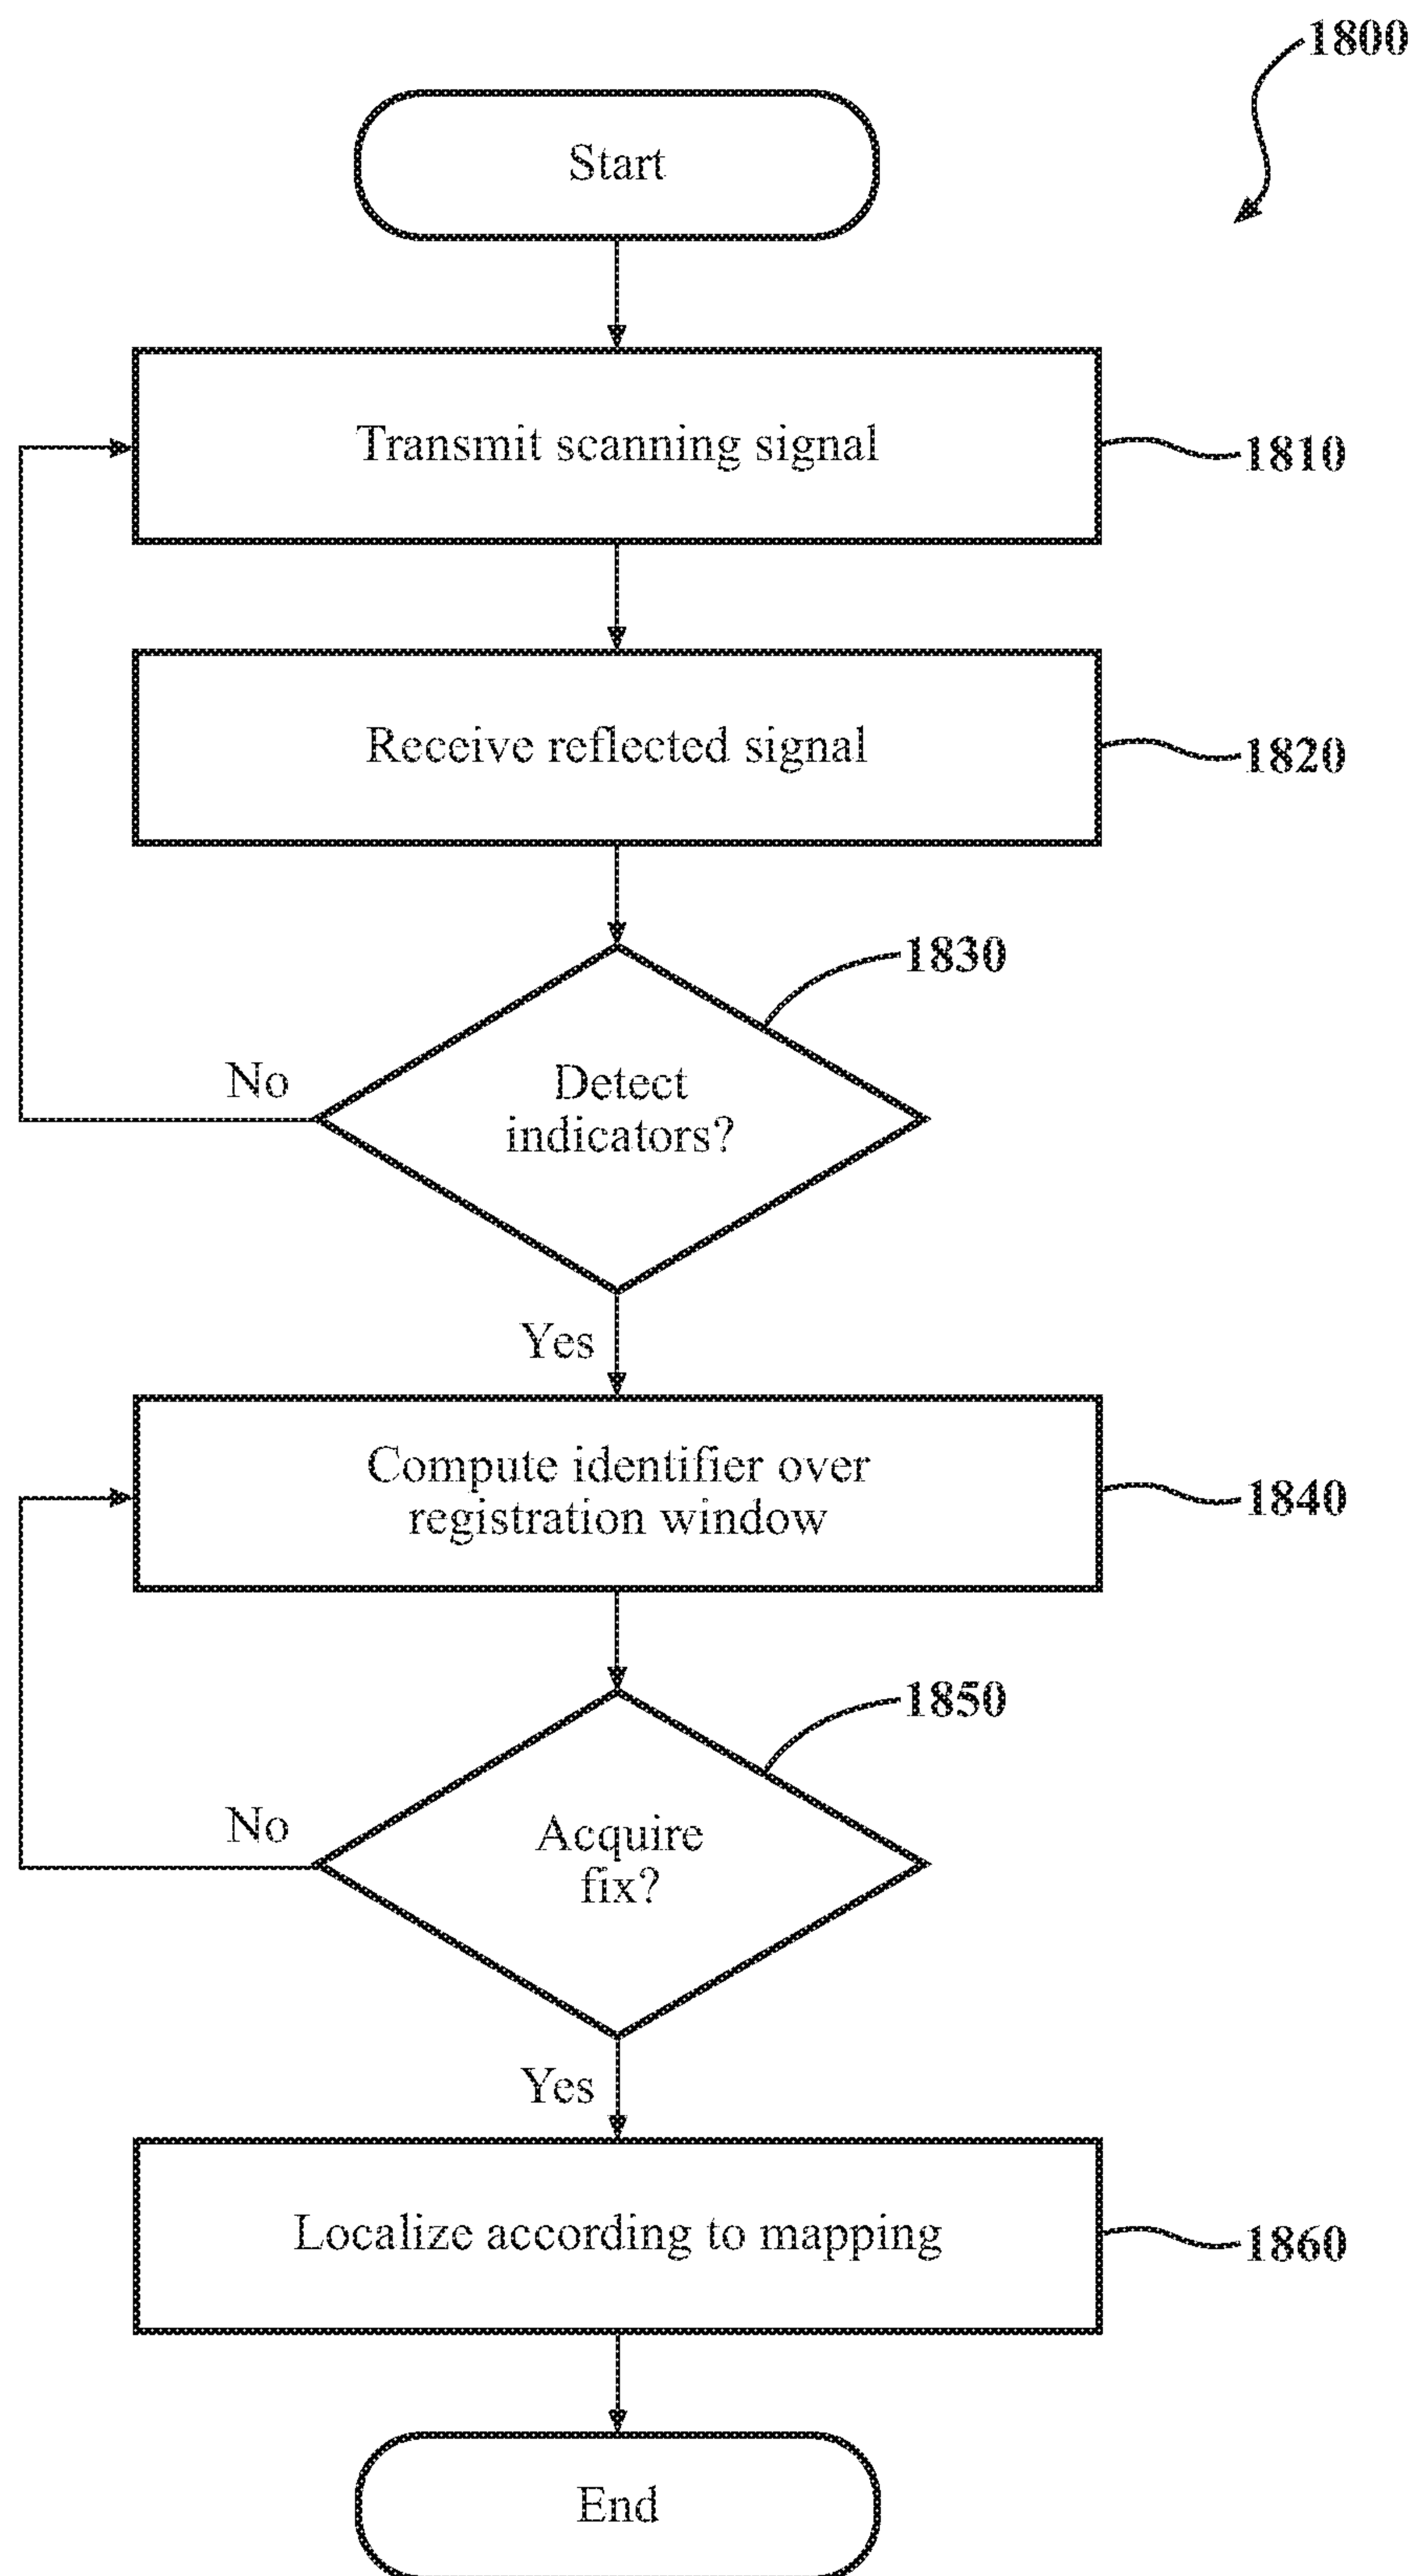 1800
Start
Transmit scanning signal
1810
Receive reflected signal
1820
1830
Detect
indicators?
No
Yes
Compute identifier over
registration window
1840
1850
Acquire
fix?
No
Yes
Localize according to mapping
1860
End